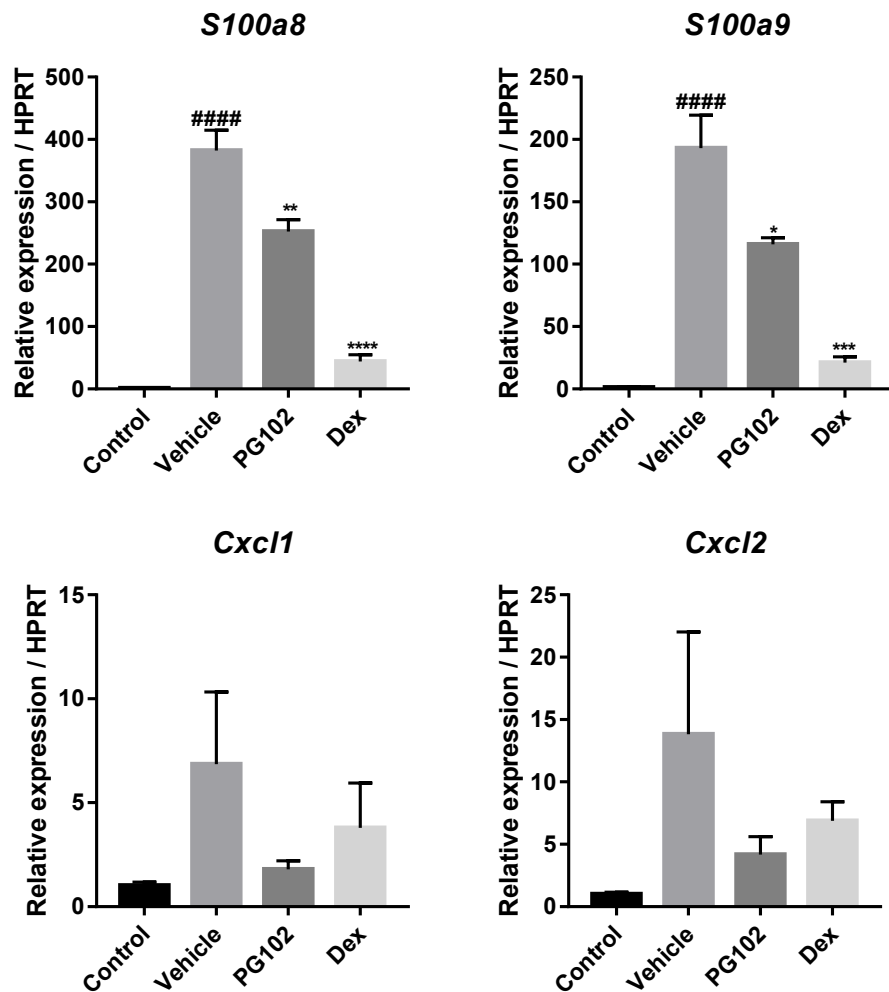 S100a8
Relative expression / HPRT
500
400
300
200
100
0
####
**
****
Control
Vehicle
PG102
Dex
S100a9
Relative expression / HPRT
250
200
150
100
50
0
####
*
***
Control
Vehicle
PG102
Dex
Cxcl1
Relative expression / HPRT
15
10
5
0
Control
Vehicle
PG102
Dex
Cxcl2
Relative expression / HPRT
25
20
15
10
5
0
Control
Vehicle
PG102
Dex